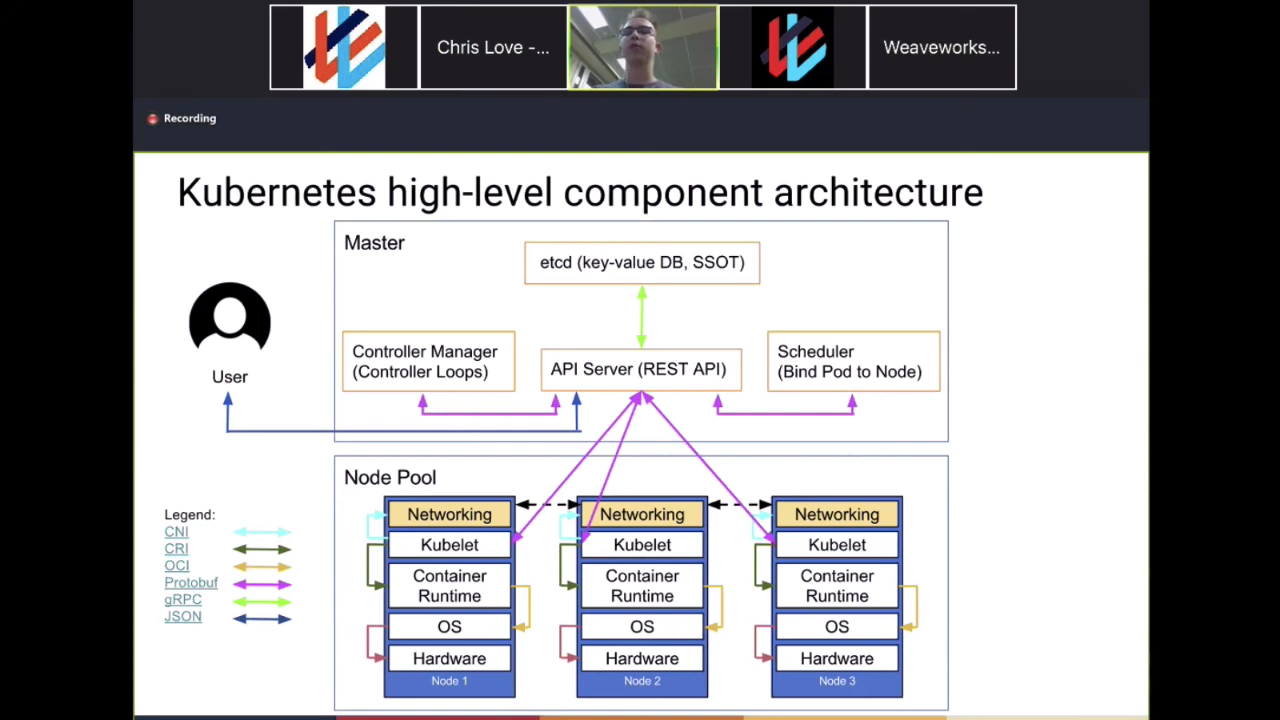 Chris Love -...
Weaveworks...
Recording
Kubernetes high-level component architecture
Master
etcd (key-value DB, SSOT)
Controller Manager
(Controller Loops)
API Server (REST API)
Scheduler
(Bind Pod to Node)
User
Node Pool
Legend:
CNI
CRI
OCI
Protobuf
gRPC
JSON
Networking
Kubelet
Container
Runtime
OS
Hardware
Node 1
Networking
Kubelet
Container
Runtime
OS
Hardware
Node 2
Networking
Kubelet
Container
Runtime
OS
Hardware
Node 3